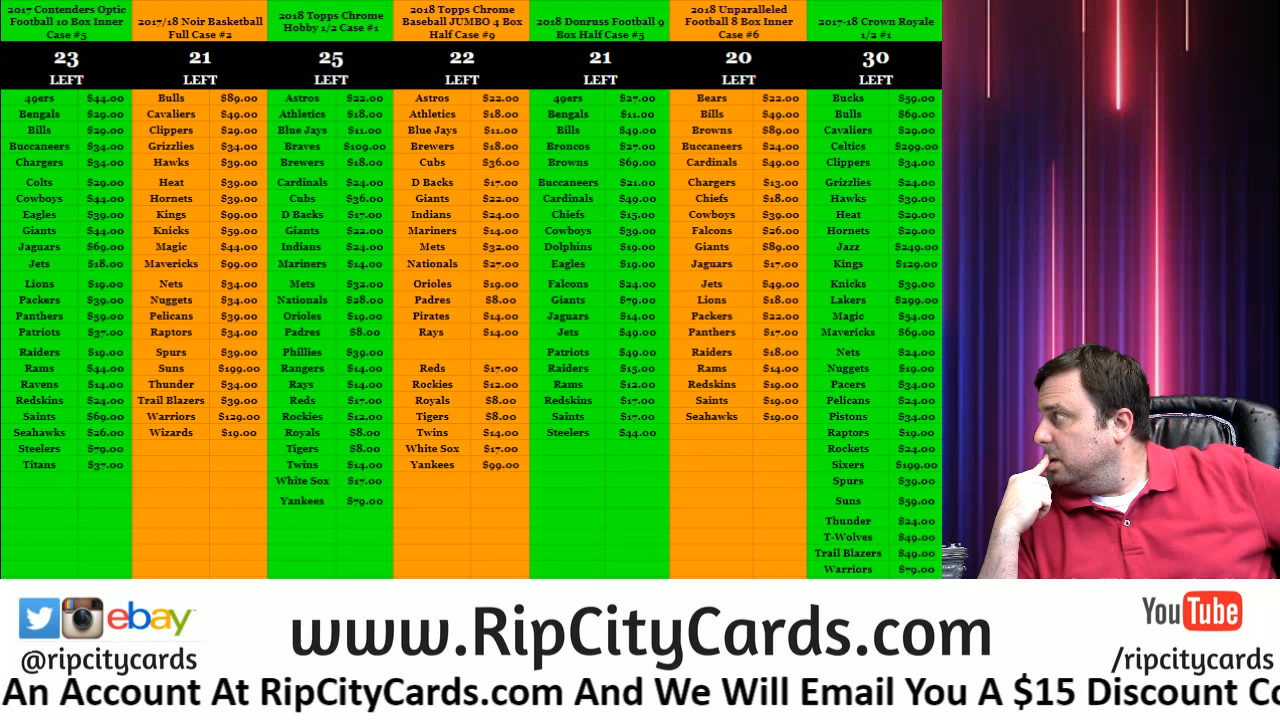 2017 Contenders Optic
Football 10 Box Inner
Case #5
23
LEFT
49ers $44.00
Bengals $29.00
Bills $29.00
Buccaneers $34.00
Chargers $34.00
Colts $29.00
Cowboys $44.00
Eagles $39.00
Giants $44.00
Jaguars $69.00
Jets $18.00
Lions $19.00
Packers $39.00
Panthers $59.00
Patriots $37.00
Raiders $19.00
Rams $44.00
Ravens $14.00
Redskins $24.00
Saints $69.00
Seahawks $26.00
Steelers $79.00
Titans $37.00
2017/18 Noir Basketball
Full Case #2
21
LEFT
Bulls $89.00
Cavaliers $49.00
Clippers $29.00
Grizzlies $34.00
Hawks $39.00
Heat $39.00
Hornets $39.00
Kings $99.00
Knicks $59.00
Magic $44.00
Mavericks $99.00
Nets $34.00
Nuggets $34.00
Pelicans $39.00
Raptors $34.00
Spurs $39.00
Suns $199.00
Thunder $34.00
Trail Blazers $39.00
Warriors $129.00
Wizards $19.00
2018 Topps Chrome
Hobby 1/2 Case #1
25
LEFT
Astros $22.00
Athletics $18.00
Blue Jays $11.00
Braves $109.00
Brewers $18.00
Cardinals $24.00
Cubs $36.00
D Backs $17.00
Giants $22.00
Indians $24.00
Mariners $14.00
Mets $32.00
Nationals $28.00
Orioles $19.00
Padres $8.00
Phillies $39.00
Rangers $14.00
Rays $14.00
Reds $17.00
Rockies $12.00
Royals $8.00
Tigers $8.00
Twins $14.00
White Sox $17.00
Yankees $79.00
2018 Topps Chrome
Baseball JUMBO 4 Box
Half Case #9
22
LEFT
Astros $22.00
Athletics $18.00
Blue Jays $11.00
Brewers $18.00
Cubs $36.00
D Backs $17.00
Giants $22.00
Indians $24.00
Mariners $14.00
Mets $32.00
Nationals $27.00
Orioles $19.00
Padres $8.00
Pirates $14.00
Rays $14.00
Reds $17.00
Rockies $12.00
Royals $8.00
Tigers $8.00
Twins $14.00
White Sox $17.00
Yankees $99.00
2018 Donruss Football 9
Box Half Case #5
21
LEFT
49ers $27.00
Bengals $11.00
Bills $49.00
Broncos $27.00
Browns $69.00
Buccaneers $21.00
Cardinals $49.00
Chiefs $15.00
Cowboys $39.00
Dolphins $19.00
Eagles $19.00
Falcons $24.00
Giants $79.00
Jaguars $14.00
Jets $49.00
Patriots $49.00
Raiders $15.00
Rams $12.00
Redskins $17.00
Saints $17.00
Steelers $44.00
2018 Unparalleled
Football 8 Box Inner
Case #6
20
LEFT
Bears $22.00
Bills $49.00
Browns $89.00
Buccaneers $24.00
Cardinals $49.00
Chargers $13.00
Chiefs $18.00
Cowboys $39.00
Falcons $26.00
Giants $89.00
Jaguars $17.00
Jets $49.00
Lions $18.00
Packers $22.00
Panthers $17.00
Raiders $18.00
Rams $14.00
Redskins $19.00
Saints $19.00
Seahawks $19.00
2017-18 Crown Royale
1/2 #1
30
LEFT
Bucks $59.00
Bulls $69.00
Cavaliers $29.00
Celtics $299.00
Clippers $34.00
Grizzlies $24.00
Hawks $39.00
Heat $29.00
Hornets $29.00
Jazz $249.00
Kings $129.00
Knicks $39.00
Lakers $299.00
Magic $54.00
Mavericks $69.00
Nets $24.00
Nuggets $19.00
Pacers $34.00
Pelicans $24.00
Pistons $34.00
Raptors $19.00
Rockets $24.00
Sixers $199.00
Spurs $39.00
Suns $59.00
Thunder $24.00
T-Wolves $49.00
Trail Blazers $49.00
Warriors $79.00
ebay
@ripcitycards
www.RipCityCards.com
YouTube
/ripcitycards
An Account At RipCityCards.com And We Will Email You A $15 Discount Co